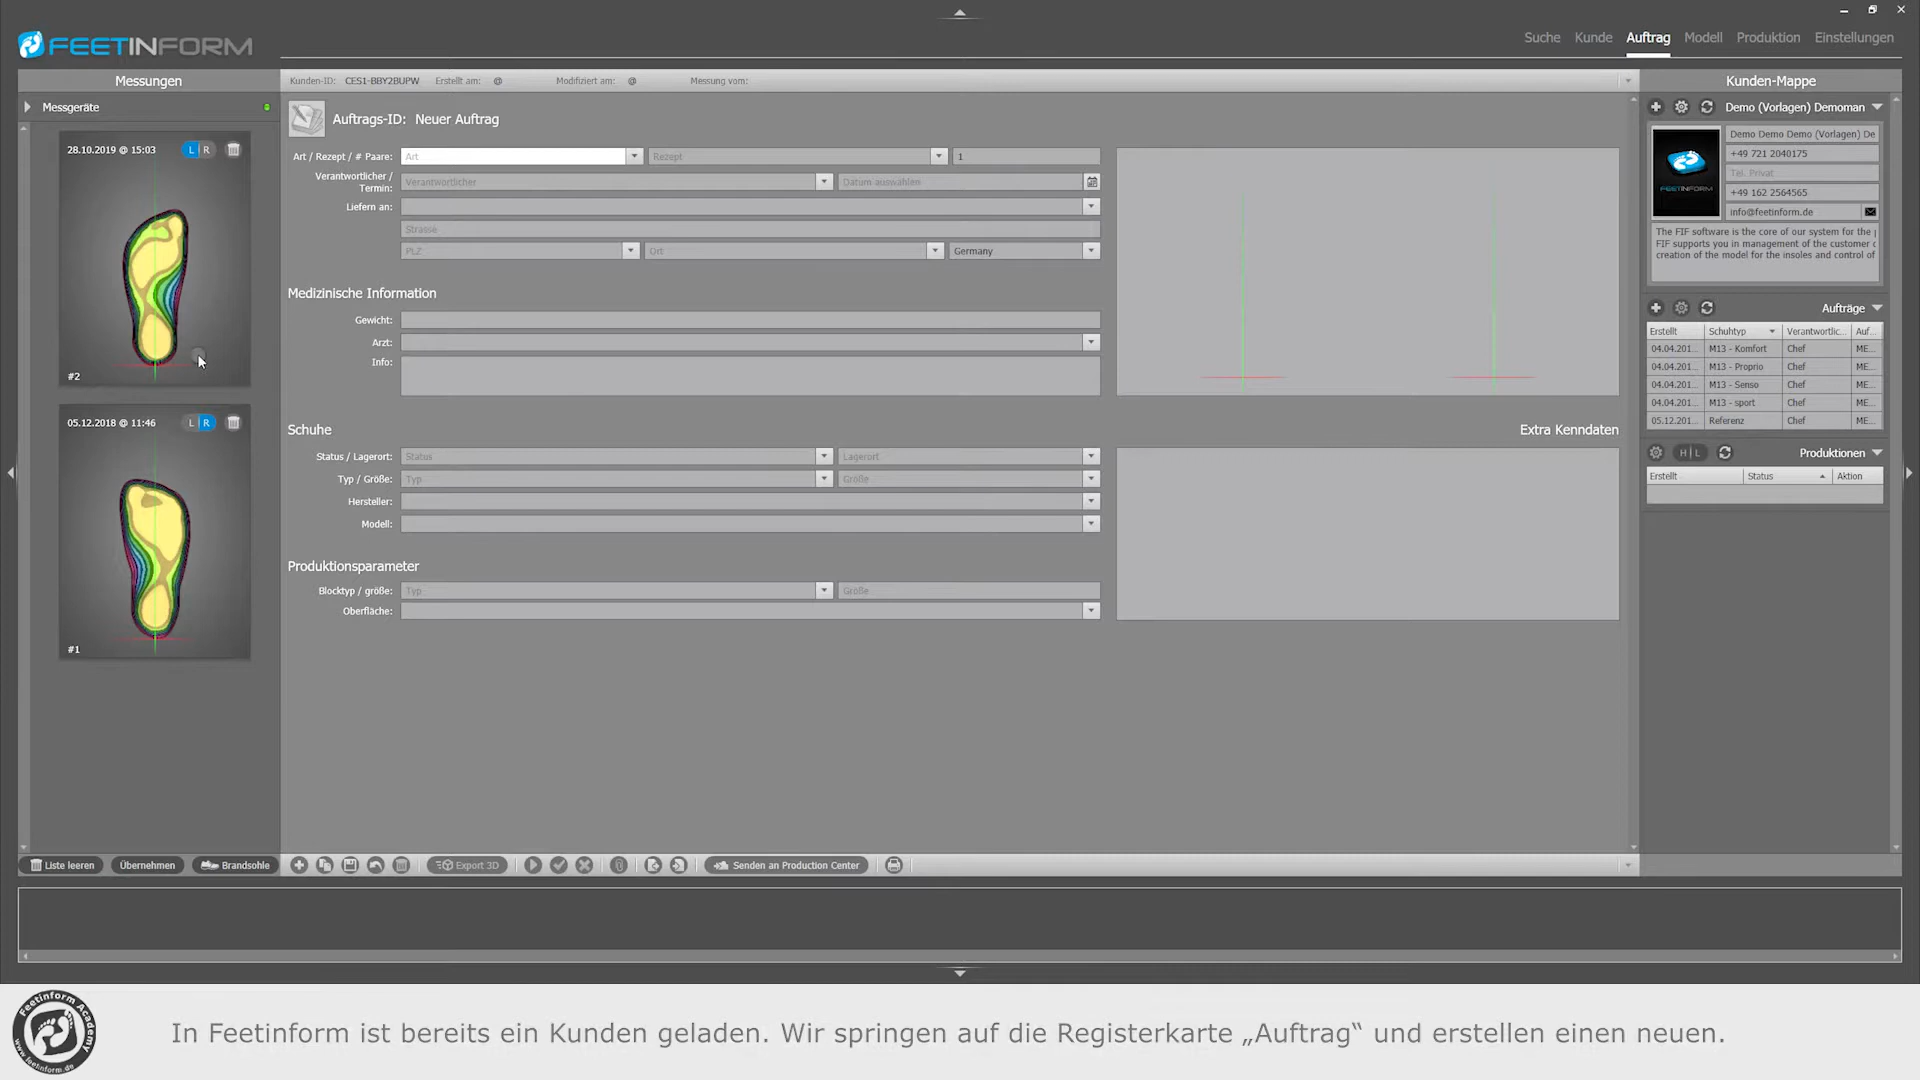 FEETINFORM
Suche Kunde Auftrag Modell Produktion Einstellungen
Messungen
Kunden-ID: CES1-BBY2BUPW Erstellt am: @ Modifiziert am: @ Messung vom:
Kunden-Mappe
Messgeräte
28.10.2019 @ 15:03 L R
#2
05.12.2018 @ 11:46 L R
#1
Auftrags-ID: Neuer Auftrag
Art / Rezept / # Paare: Art Rezept 1
Verantwortlicher / Termin: Verantwortlicher Datum auswählen
Liefern an:
Strasse
PLZ Ort Germany
Medizinische Information
Gewicht:
Arzt:
Info:
Schuhe
Extra Kenndaten
Status / Lagerort: Status Lagerort
Typ / Größe: Typ Größe
Hersteller:
Modell:
Produktionsparameter
Blocktyp / größe: Typ Größe
Oberfläche:
Demo (Vorlagen) Demoman
FEETINFORM
Demo Demo Demo (Vorlagen) De
+49 721 2040175
Tel. Privat
+49 162 2564565
info@feetinform.de
The FIF software is the core of our system for the p
FIF supports you in management of the customer c
creation of the model for the insoles and control of
Aufträge
Erstellt Schuhtyp Verantwortlic... Auf...
04.04.201... M13 - Komfort Chef ME...
04.04.201... M13 - Proprio Chef ME...
04.04.201... M13 - Senso Chef ME...
04.04.201... M13 - sport Chef ME...
05.12.201... Referenz Chef ME...
H L Produktionen
Erstellt Status Aktion
Liste leeren Übernehmen Brandsohle Export 3D Senden an Production Center
Feetinform Academy
www.feetinform.de
In Feetinform ist bereits ein Kunden geladen. Wir springen auf die Registerkarte „Auftrag“ und erstellen einen neuen.